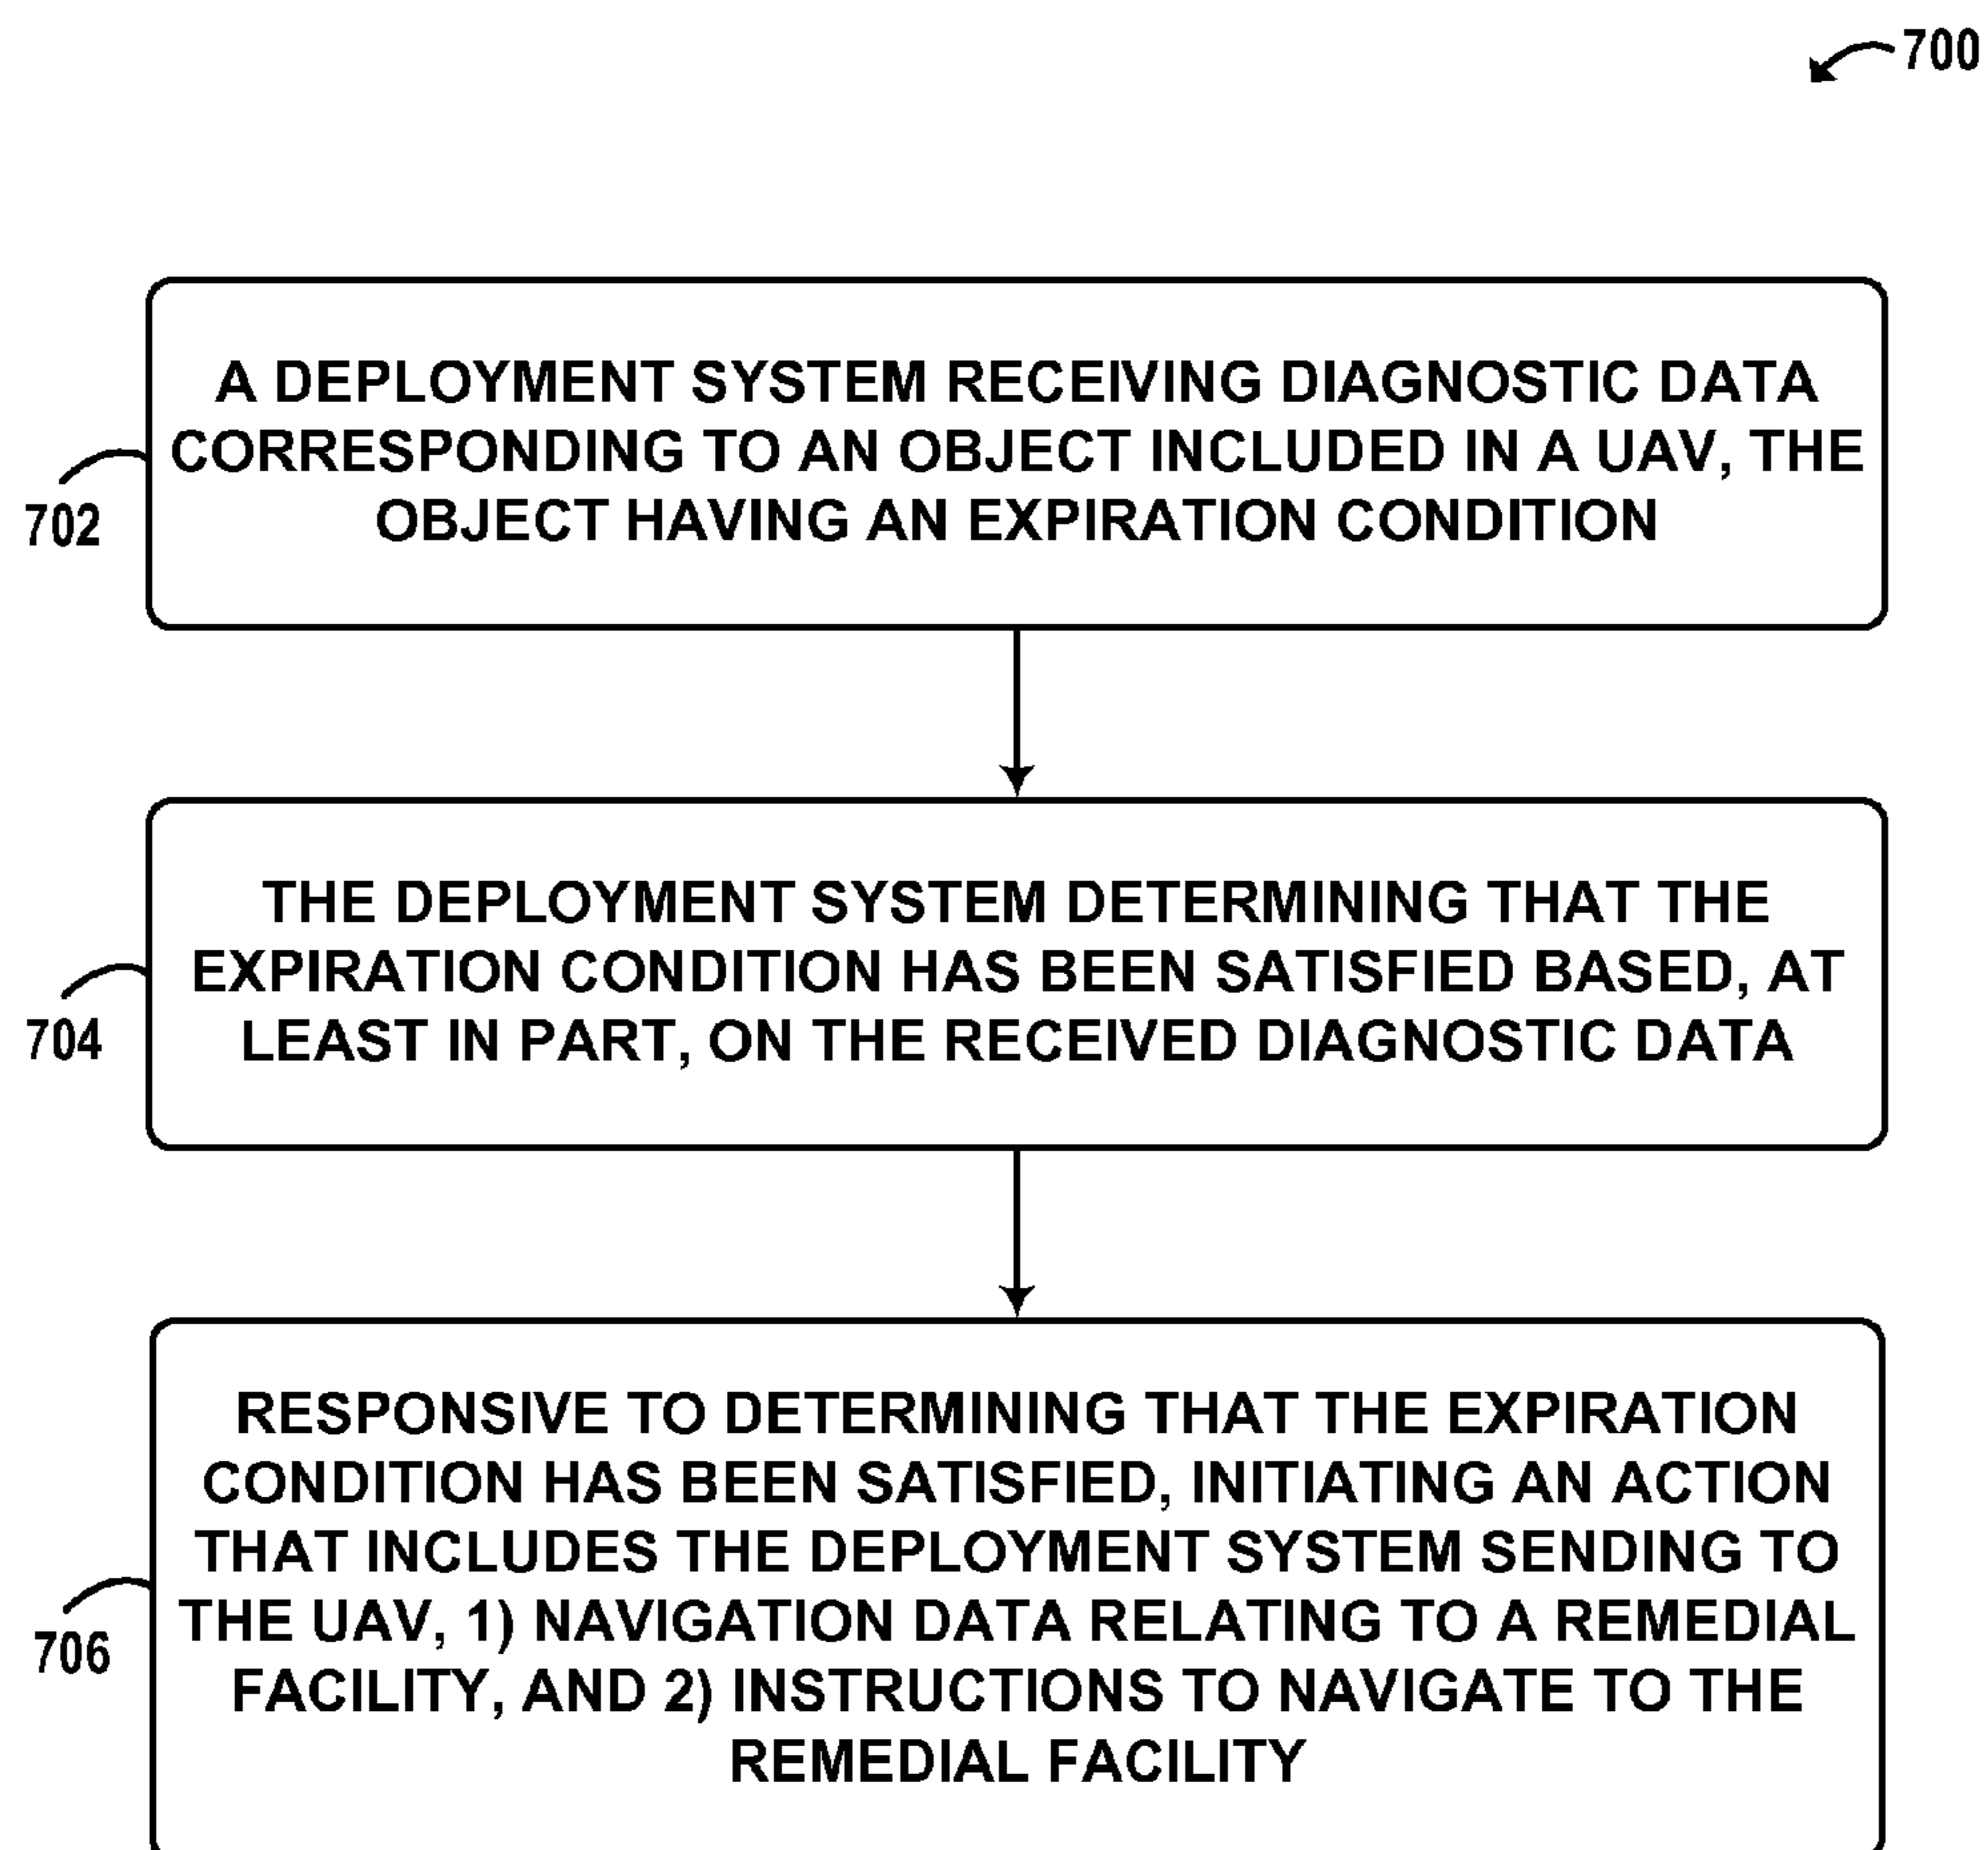 700
A DEPLOYMENT SYSTEM RECEIVING DIAGNOSTIC DATA
CORRESPONDING TO AN OBJECT INCLUDED IN A UAV, THE
OBJECT HAVING AN EXPIRATION CONDITION
702
THE DEPLOYMENT SYSTEM DETERMINING THAT THE
EXPIRATION CONDITION HAS BEEN SATISFIED BASED, AT
LEAST IN PART, ON THE RECEIVED DIAGNOSTIC DATA
704
RESPONSIVE TO DETERMINING THAT THE EXPIRATION
CONDITION HAS BEEN SATISFIED, INITIATING AN ACTION
THAT INCLUDES THE DEPLOYMENT SYSTEM SENDING TO
THE UAV, 1) NAVIGATION DATA RELATING TO A REMEDIAL
FACILITY, AND 2) INSTRUCTIONS TO NAVIGATE TO THE
REMEDIAL FACILITY
706